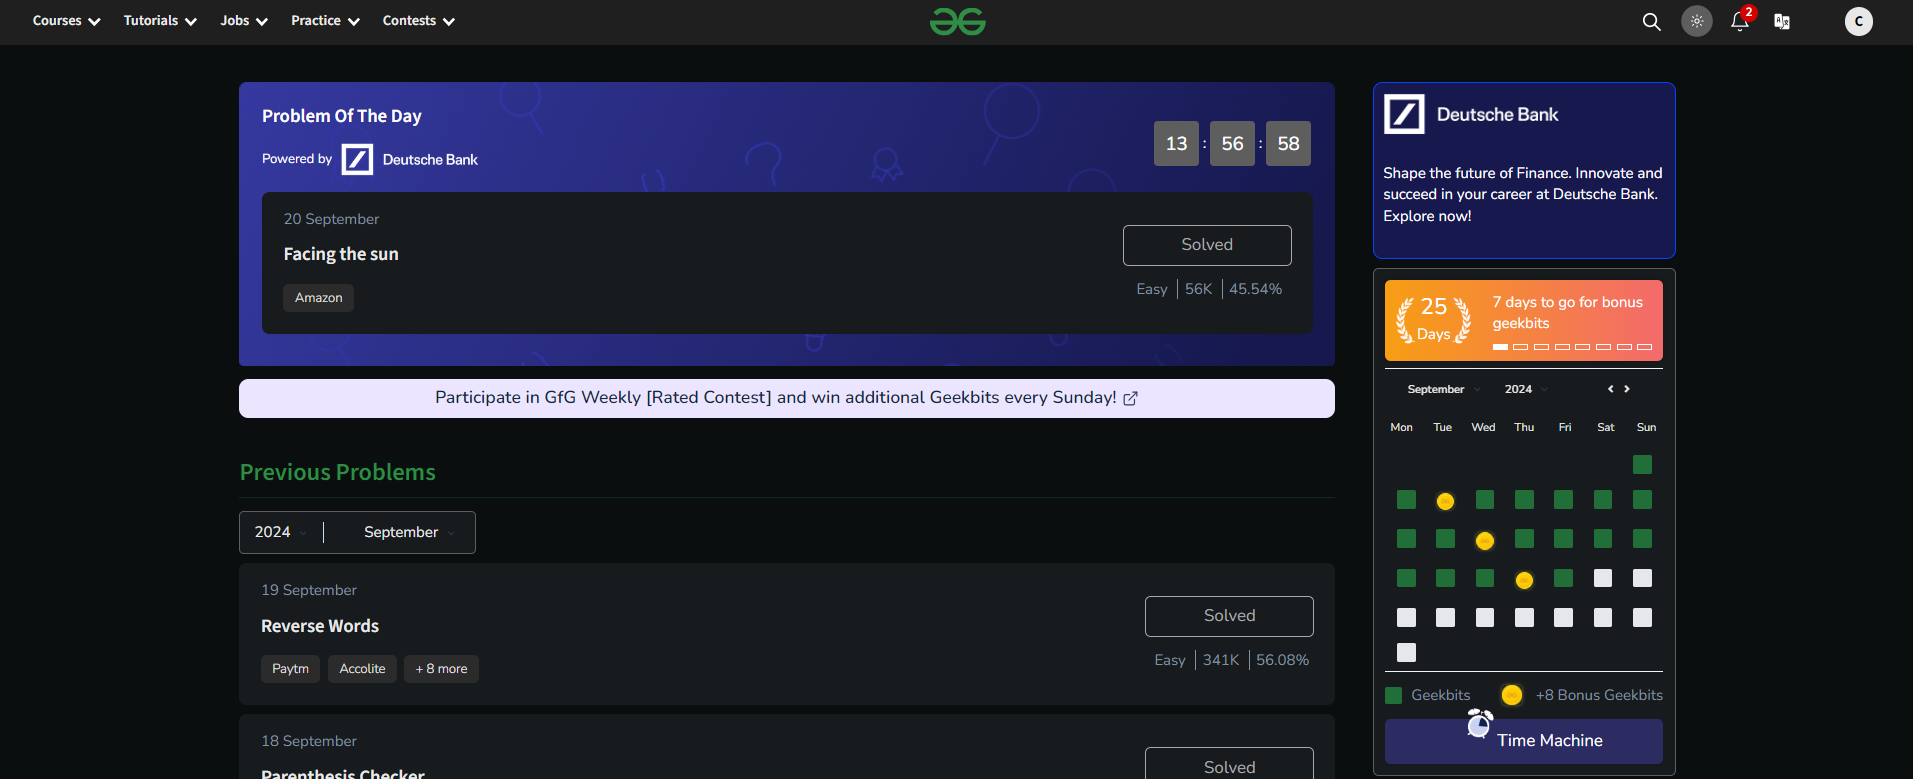 Courses Tutorials Jobs Practice Contests
2
C
Problem Of The Day
Powered by Deutsche Bank
13 : 56 : 58
20 September
Facing the sun
Amazon
Solved
Easy 56K 45.54%
Participate in GfG Weekly [Rated Contest] and win additional Geekbits every Sunday!
Previous Problems
2024 September
19 September
Reverse Words
Paytm Accolite + 8 more
Solved
Easy 341K 56.08%
18 September
Parenthesis Checker
Solved
Deutsche Bank
Shape the future of Finance. Innovate and
succeed in your career at Deutsche Bank.
Explore now!
25
Days
7 days to go for bonus
geekbits
September 2024
Mon Tue Wed Thu Fri Sat Sun
Geekbits +8 Bonus Geekbits
Time Machine